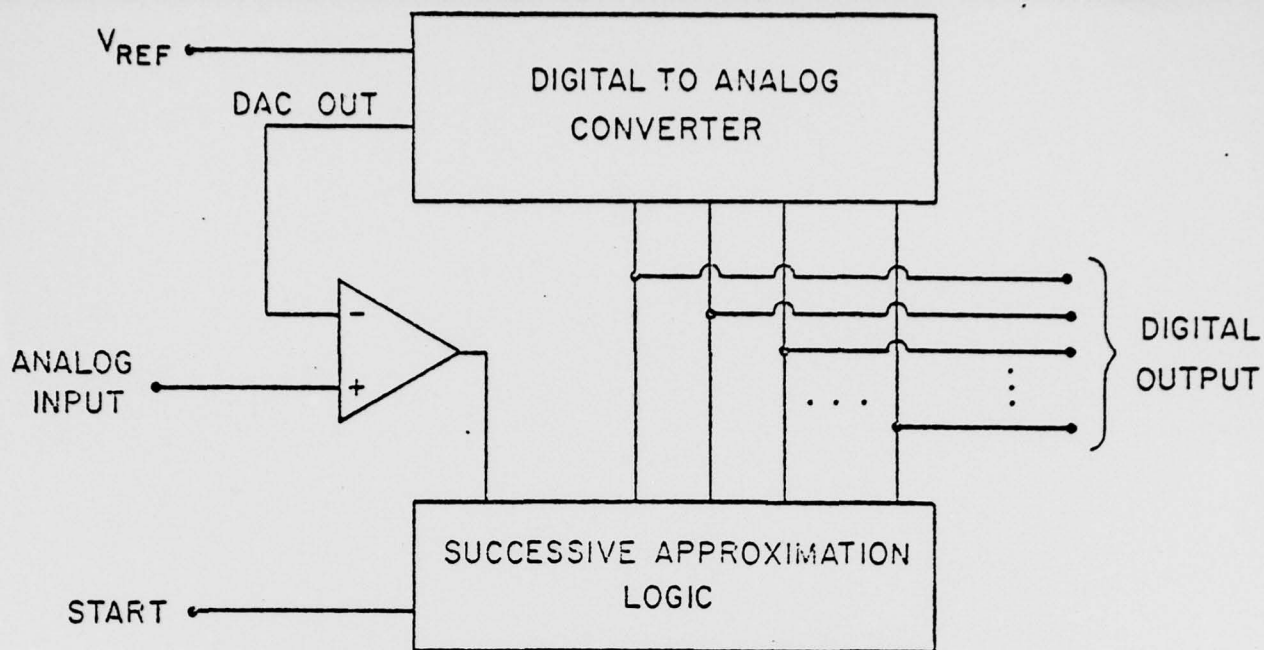 VREF
DAC OUT
DIGITAL TO ANALOG
CONVERTER
-
+
ANALOG
INPUT
DIGITAL
OUTPUT
. . .
SUCCESSIVE APPROXIMATION
LOGIC
START